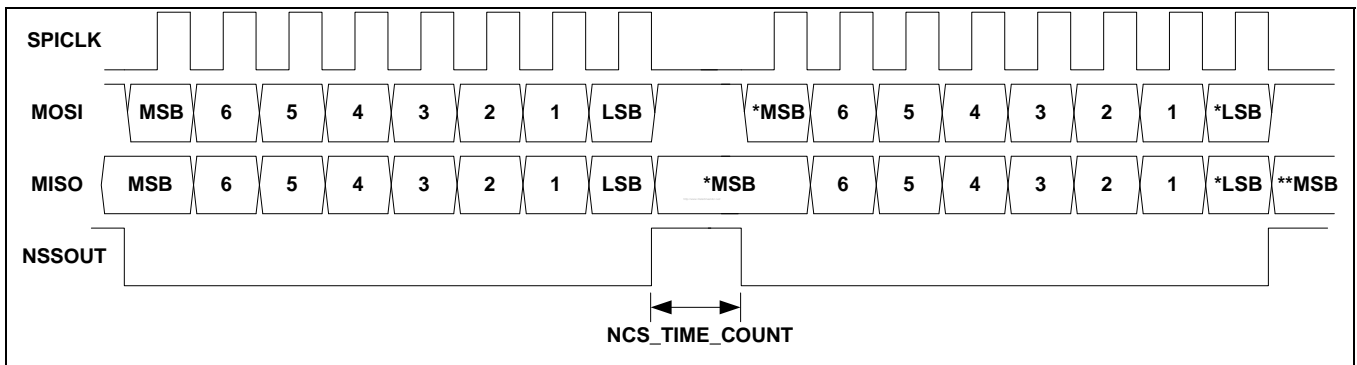 SPICLK
MOSI MSB 6 5 4 3 2 1 LSB *MSB 6 5 4 3 2 1 *LSB
MISO MSB 6 5 4 3 2 1 LSB *MSB 6 5 4 3 2 1 *LSB **MSB
NSSOUT
NCS_TIME_COUNT